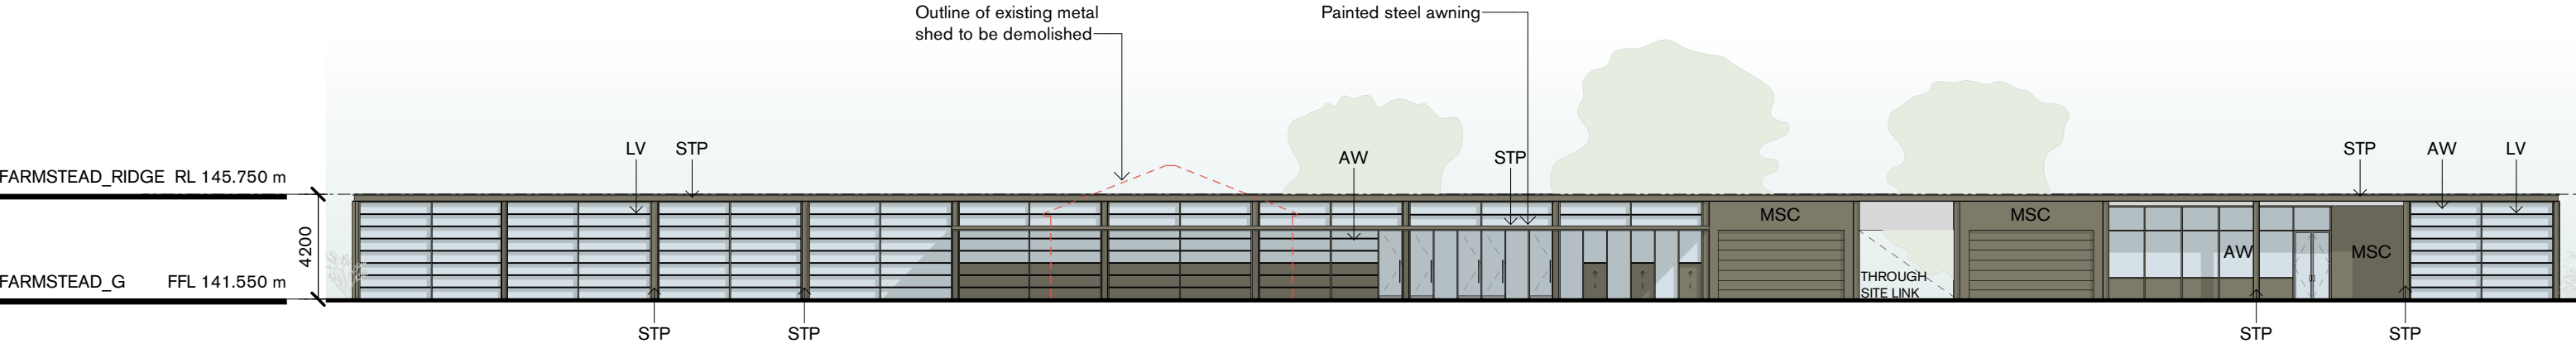 Outline of existing metal
shed to be demolished
Painted steel awning
LV
STP
AW
STP
STP
AW
LV
FARMSTEAD_RIDGE RL 145.750 m
MSC
MSC
4200
AW
MSC
FARMSTEAD_G FFL 141.550 m
THROUGH
SITE LINK
STP
STP
STP
STP